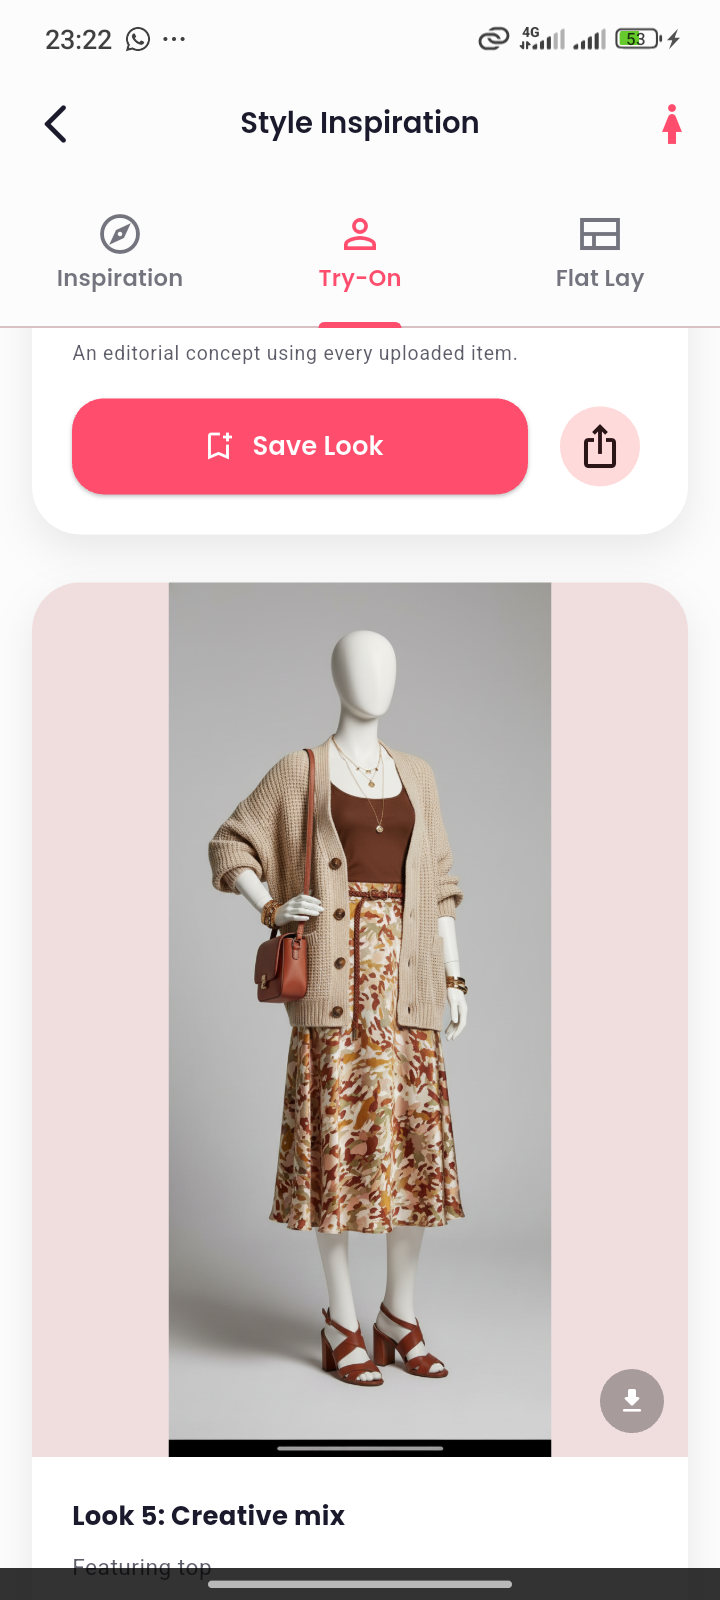 23:22
4G
53
Style Inspiration
Inspiration
Try-On
Flat Lay
An editorial concept using every uploaded item.
Save Look
Look 5: Creative mix
Featuring top